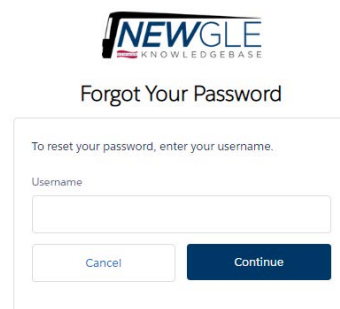 NEWGLE
KNOWLEDGEBASE
Forgot Your Password
To reset your password, enter your username.
Username
Cancel
Continue